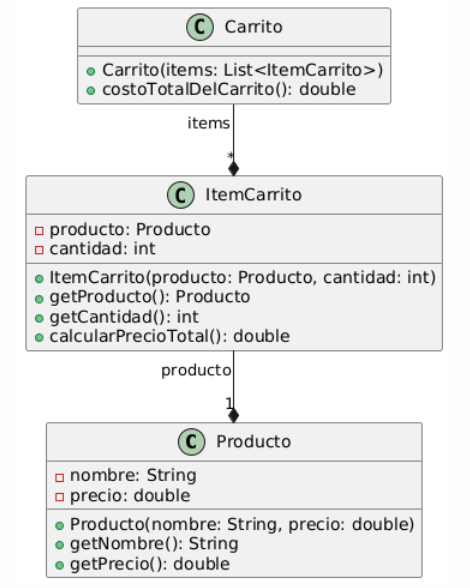 C Carrito
Carrito(items: List<ItemCarrito>)
costoTotalDelCarrito(): double
items
*
C ItemCarrito
producto: Producto
cantidad: int
ItemCarrito(producto: Producto, cantidad: int)
getProducto(): Producto
getCantidad(): int
calcularPrecioTotal(): double
producto
1
C Producto
nombre: String
precio: double
Producto(nombre: String, precio: double)
getNombre(): String
getPrecio(): double